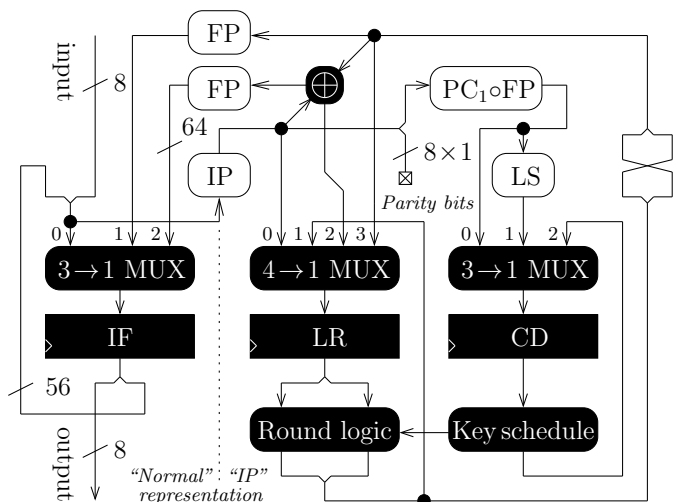 FP
input
8
FP
⊕
PC₁∘FP
64
IP
8×1
LS
Parity bits
0 1 2
0 1 2 3
0 1 2
3→1 MUX
4→1 MUX
3→1 MUX
IF
LR
CD
56
Round logic
Key schedule
output
8
“Normal” “IP”
representation